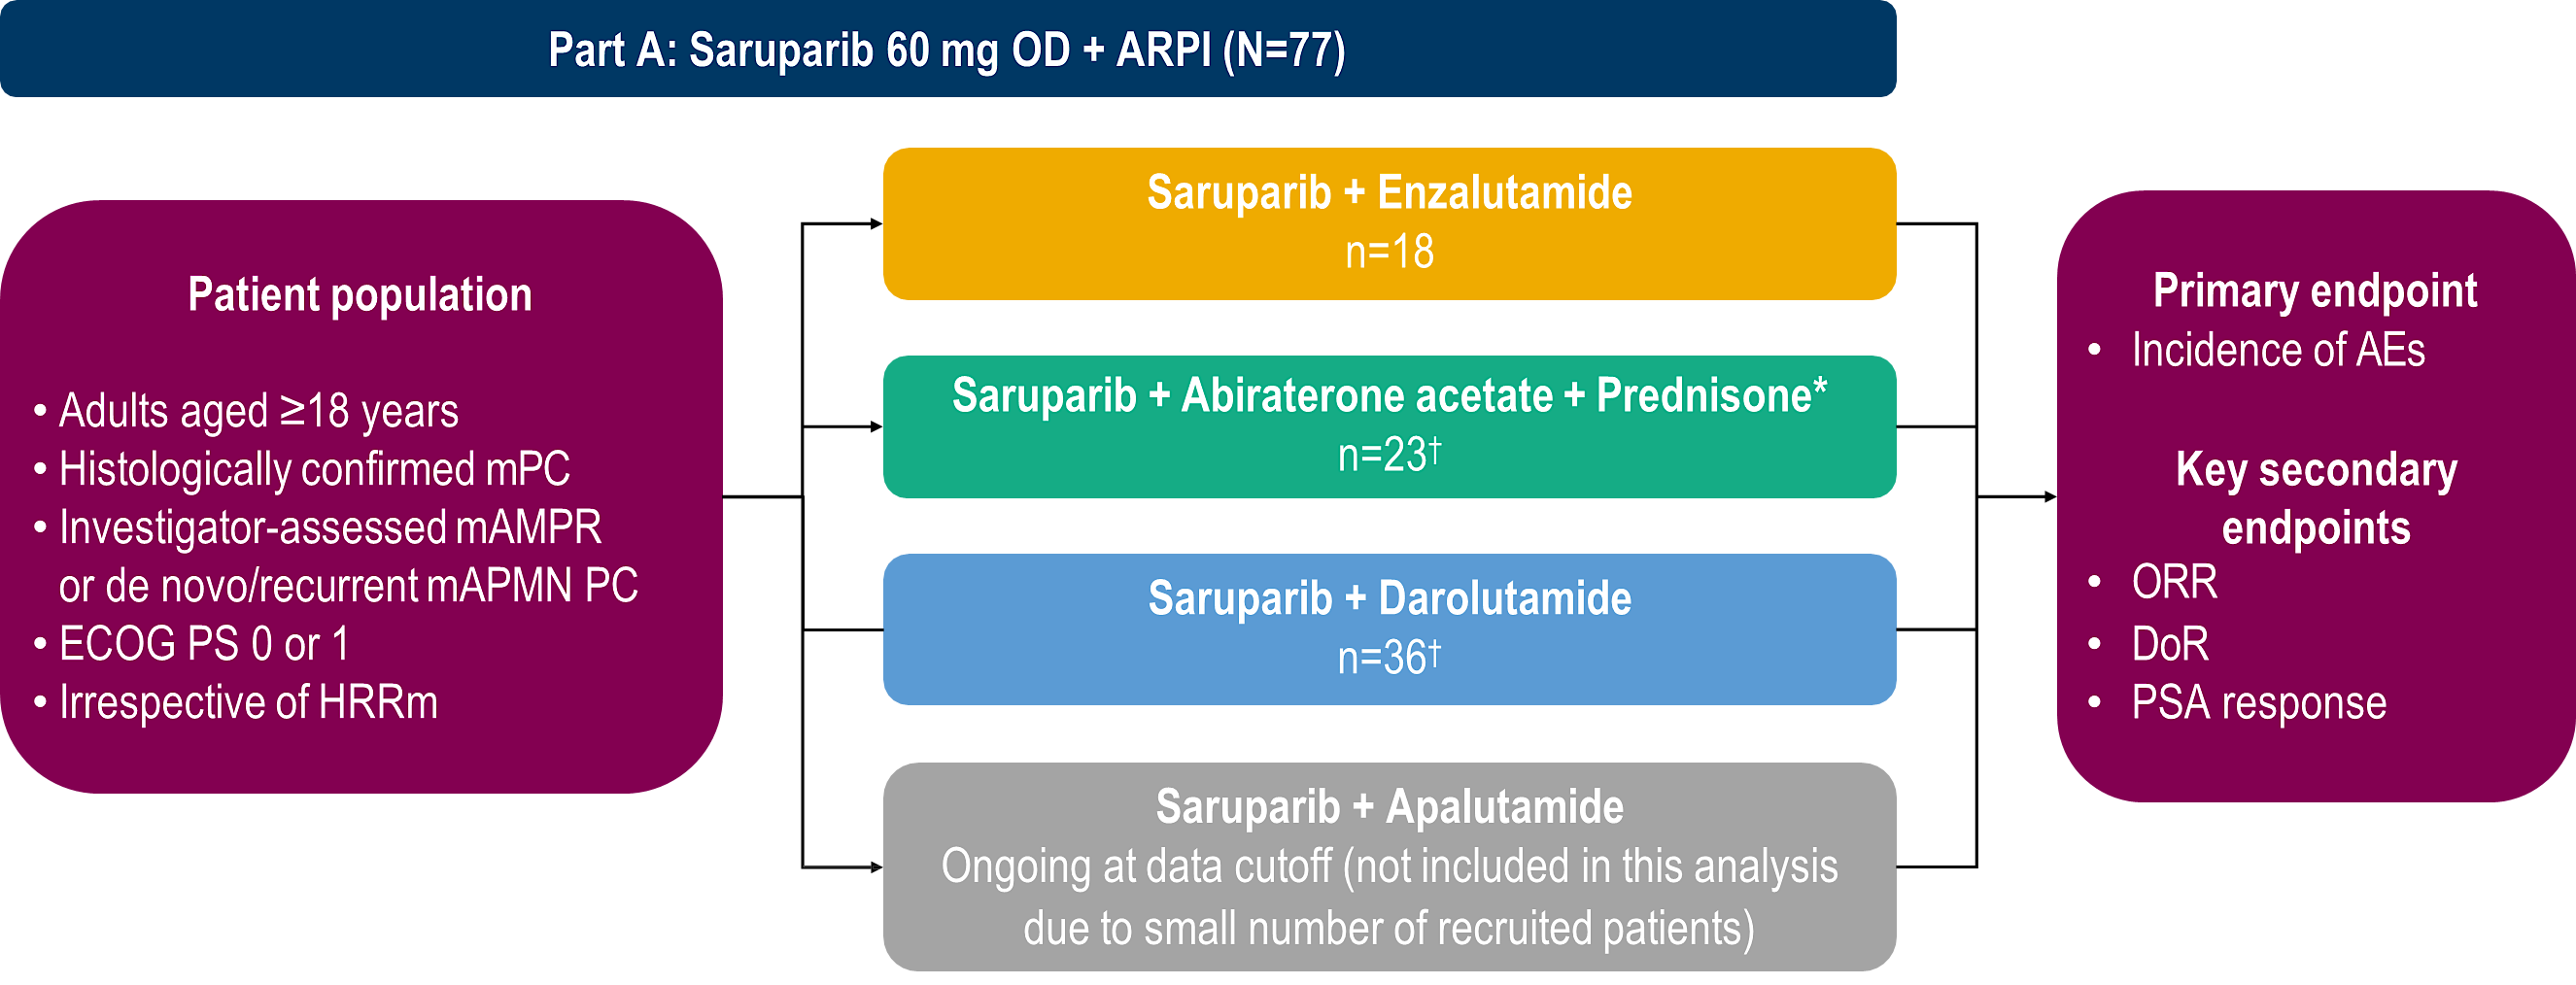 Part A: Saruparib 60 mg OD + ARPI (N=77)
Patient population
• Adults aged ≥18 years
• Histologically confirmed mPC
• Investigator-assessed mAMPR
or de novo/recurrent mAPMN PC
• ECOG PS 0 or 1
• Irrespective of HRRm
Saruparib + Enzalutamide
n=18
Saruparib + Abiraterone acetate + Prednisone*
n=23†
Saruparib + Darolutamide
n=36†
Saruparib + Apalutamide
Ongoing at data cutoff (not included in this analysis
due to small number of recruited patients)
Primary endpoint
• Incidence of AEs
Key secondary
endpoints
• ORR
• DoR
• PSA response